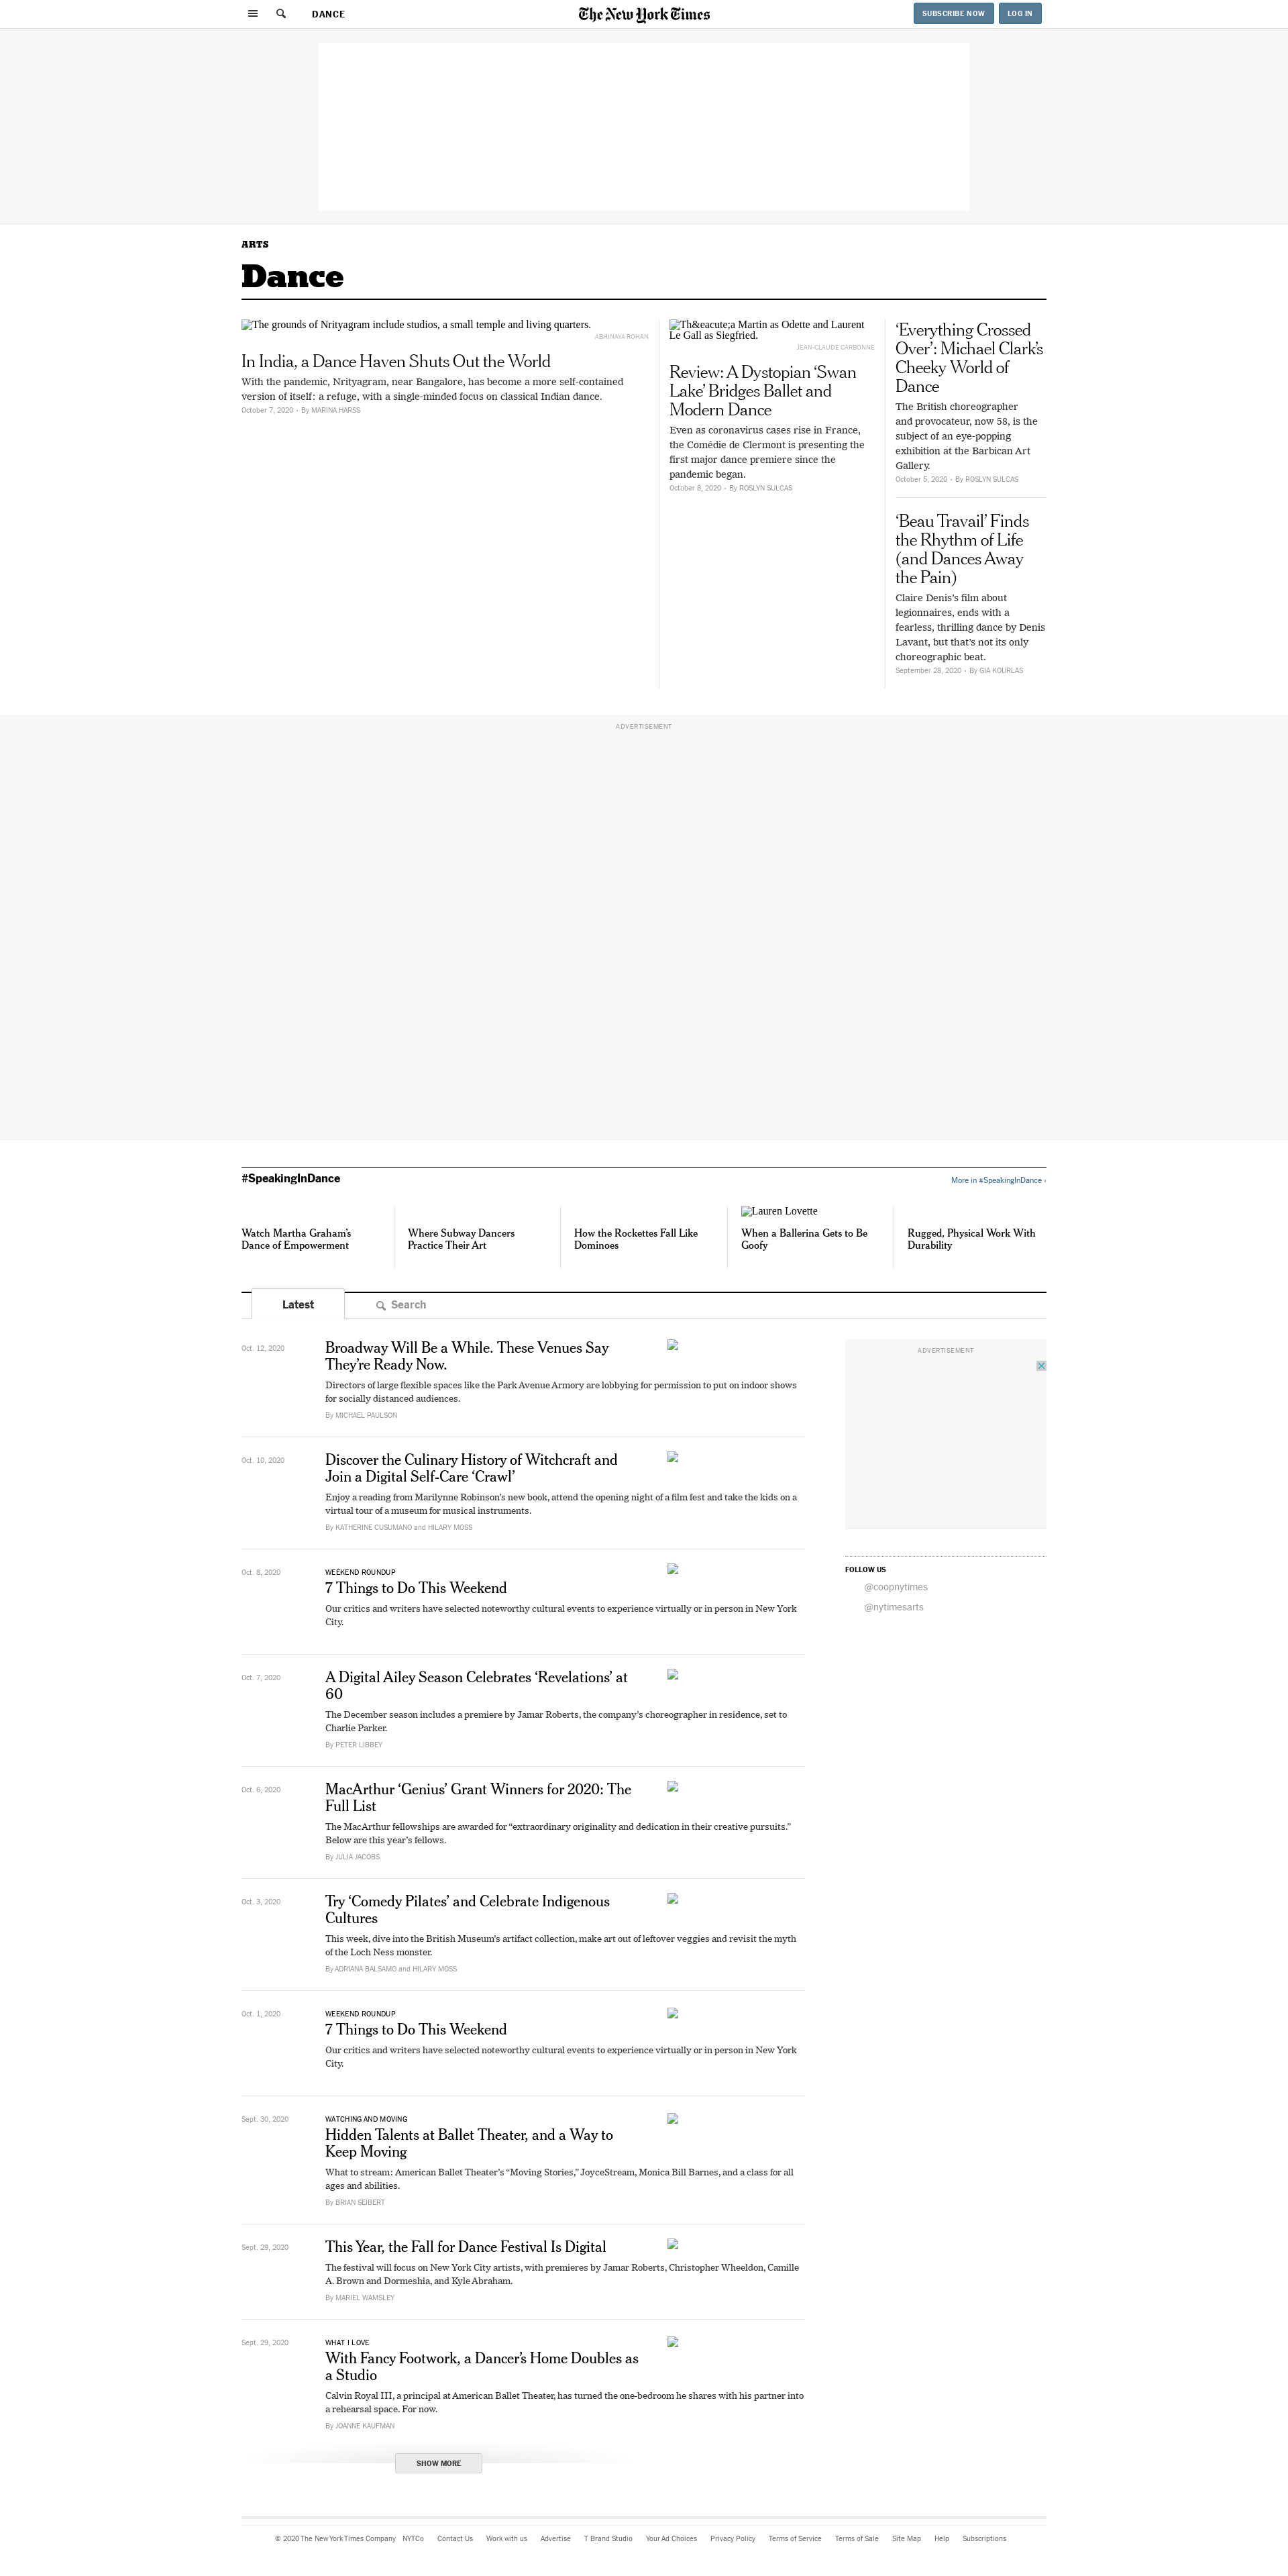 DANCE
The New York Times
SUBSCRIBE NOW
LOG IN
ARTS
Dance
The grounds of Nrityagram include studios, a small temple and living quarters.
ABHINAYA ROHAN
In India, a Dance Haven Shuts Out the World
With the pandemic, Nrityagram, near Bangalore, has become a more self-contained
version of itself: a refuge, with a single-minded focus on classical Indian dance.
October 7, 2020 • By MARINA HARSS
Th&eacute;a Martin as Odette and Laurent
Le Gall as Siegfried.
JEAN-CLAUDE CARBONNE
Review: A Dystopian ‘Swan
Lake’ Bridges Ballet and
Modern Dance
Even as coronavirus cases rise in France,
the Comédie de Clermont is presenting the
first major dance premiere since the
pandemic began.
October 8, 2020 • By ROSLYN SULCAS
‘Everything Crossed
Over’: Michael Clark’s
Cheeky World of
Dance
The British choreographer
and provocateur, now 58, is the
subject of an eye-popping
exhibition at the Barbican Art
Gallery.
October 5, 2020 • By ROSLYN SULCAS
‘Beau Travail’ Finds
the Rhythm of Life
(and Dances Away
the Pain)
Claire Denis’s film about
legionnaires, ends with a
fearless, thrilling dance by Denis
Lavant, but that’s not its only
choreographic beat.
September 28, 2020 • By GIA KOURLAS
ADVERTISEMENT
#SpeakingInDance
More in #SpeakingInDance ›
Watch Martha Graham’s
Dance of Empowerment
Where Subway Dancers
Practice Their Art
How the Rockettes Fall Like
Dominoes
Lauren Lovette
When a Ballerina Gets to Be
Goofy
Rugged, Physical Work With
Durability
Latest
Search
Oct. 12, 2020
Broadway Will Be a While. These Venues Say
They’re Ready Now.
Directors of large flexible spaces like the Park Avenue Armory are lobbying for permission to put on indoor shows
for socially distanced audiences.
By MICHAEL PAULSON
ADVERTISEMENT
Oct. 10, 2020
Discover the Culinary History of Witchcraft and
Join a Digital Self-Care ‘Crawl’
Enjoy a reading from Marilynne Robinson’s new book, attend the opening night of a film fest and take the kids on a
virtual tour of a museum for musical instruments.
By KATHERINE CUSUMANO and HILARY MOSS
FOLLOW US
@coopnytimes
@nytimesarts
Oct. 8, 2020
WEEKEND ROUNDUP
7 Things to Do This Weekend
Our critics and writers have selected noteworthy cultural events to experience virtually or in person in New York
City.
Oct. 7, 2020
A Digital Ailey Season Celebrates ‘Revelations’ at
60
The December season includes a premiere by Jamar Roberts, the company’s choreographer in residence, set to
Charlie Parker.
By PETER LIBBEY
Oct. 6, 2020
MacArthur ‘Genius’ Grant Winners for 2020: The
Full List
The MacArthur fellowships are awarded for “extraordinary originality and dedication in their creative pursuits.”
Below are this year’s fellows.
By JULIA JACOBS
Oct. 3, 2020
Try ‘Comedy Pilates’ and Celebrate Indigenous
Cultures
This week, dive into the British Museum’s artifact collection, make art out of leftover veggies and revisit the myth
of the Loch Ness monster.
By ADRIANA BALSAMO and HILARY MOSS
Oct. 1, 2020
WEEKEND ROUNDUP
7 Things to Do This Weekend
Our critics and writers have selected noteworthy cultural events to experience virtually or in person in New York
City.
Sept. 30, 2020
WATCHING AND MOVING
Hidden Talents at Ballet Theater, and a Way to
Keep Moving
What to stream: American Ballet Theater’s “Moving Stories,” JoyceStream, Monica Bill Barnes, and a class for all
ages and abilities.
By BRIAN SEIBERT
Sept. 29, 2020
This Year, the Fall for Dance Festival Is Digital
The festival will focus on New York City artists, with premieres by Jamar Roberts, Christopher Wheeldon, Camille
A. Brown and Dormeshia, and Kyle Abraham.
By MARIEL WAMSLEY
Sept. 29, 2020
WHAT I LOVE
With Fancy Footwork, a Dancer’s Home Doubles as
a Studio
Calvin Royal III, a principal at American Ballet Theater, has turned the one-bedroom he shares with his partner into
a rehearsal space. For now.
By JOANNE KAUFMAN
SHOW MORE
© 2020 The New York Times Company NYTCo Contact Us Work with us Advertise T Brand Studio Your Ad Choices Privacy Policy Terms of Service Terms of Sale Site Map Help Subscriptions